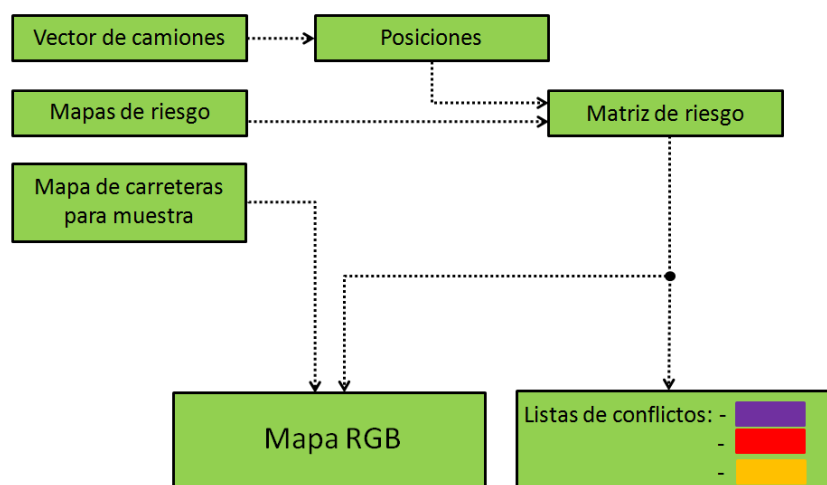 Vector de camiones
Posiciones
Mapas de riesgo
Matriz de riesgo
Mapa de carreteras
para muestra
Mapa RGB
Listas de conflictos: -
-
-